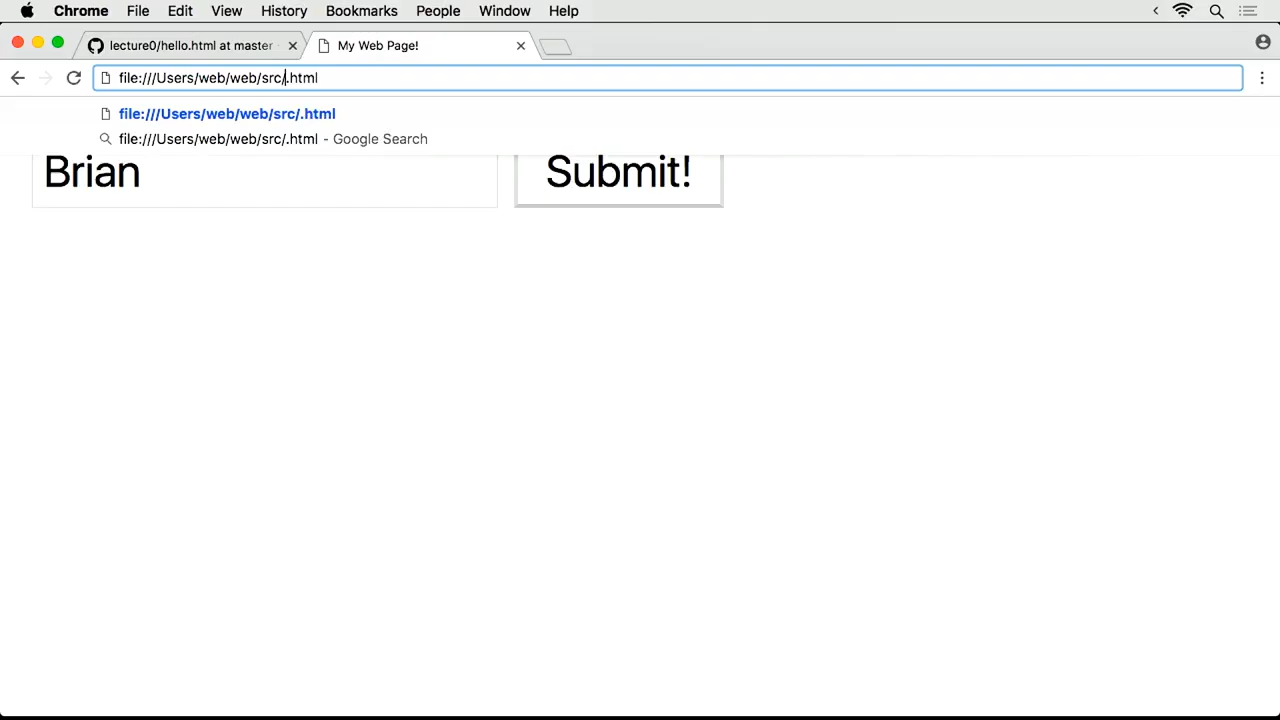 Chrome File Edit View History Bookmarks People Window Help
lecture0/hello.html at master My Web Page!
file:///Users/web/web/src/.html
file:///Users/web/web/src/.html
file:///Users/web/web/src/.html - Google Search
Brian Submit!